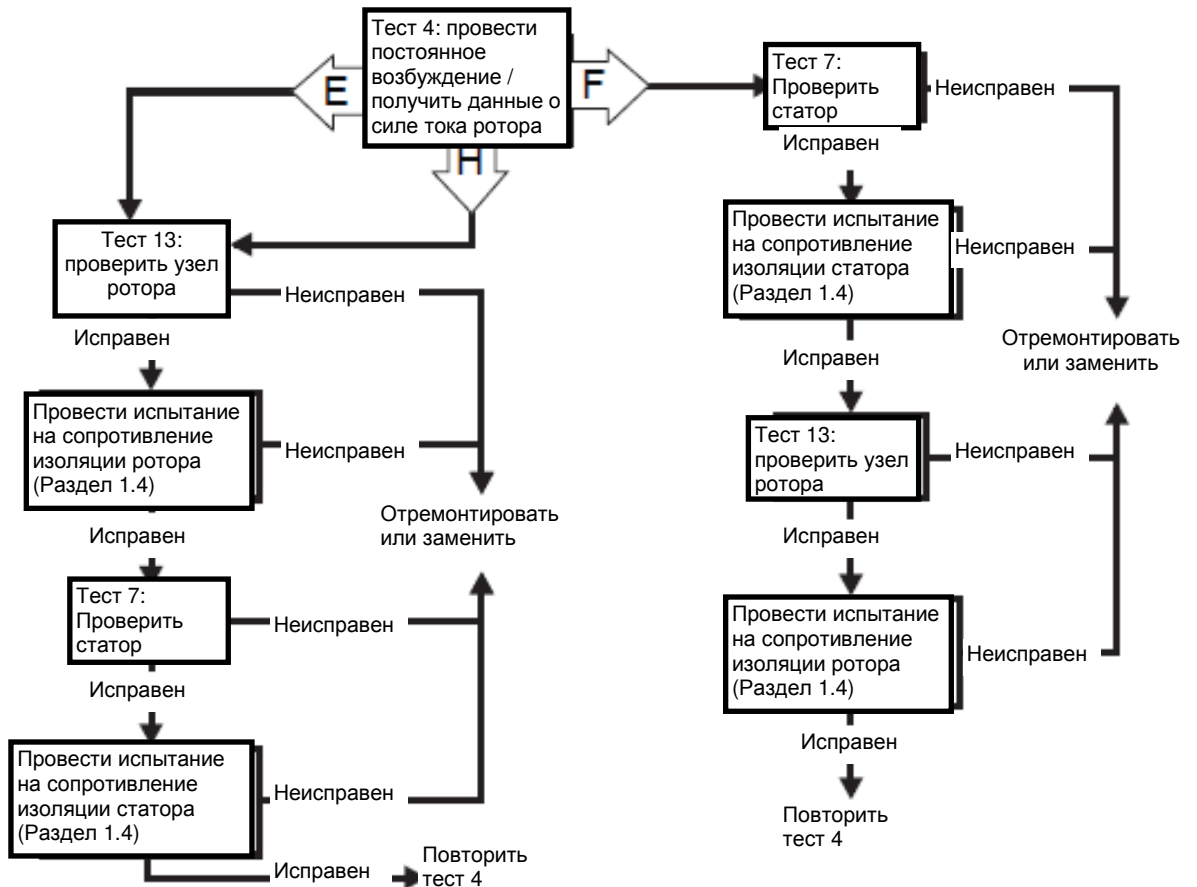 Тест 4: провести
постоянное
возбуждение /
получить данные о
силе тока ротора
E
F
H
Тест 13:
проверить узел
ротора
Неисправен
Исправен
Провести испытание
на сопротивление
изоляции ротора
(Раздел 1.4)
Неисправен
Исправен
Отремонтировать
или заменить
Тест 7:
Проверить
статор
Неисправен
Исправен
Провести испытание
на сопротивление
изоляции статора
(Раздел 1.4)
Неисправен
Исправен
Повторить
тест 4
Тест 7:
Проверить
статор
Неисправен
Исправен
Провести испытание
на сопротивление
изоляции статора
(Раздел 1.4)
Неисправен
Исправен
Отремонтировать
или заменить
Тест 13:
проверить узел
ротора
Неисправен
Исправен
Провести испытание
на сопротивление
изоляции ротора
(Раздел 1.4)
Неисправен
Исправен
Повторить
тест 4